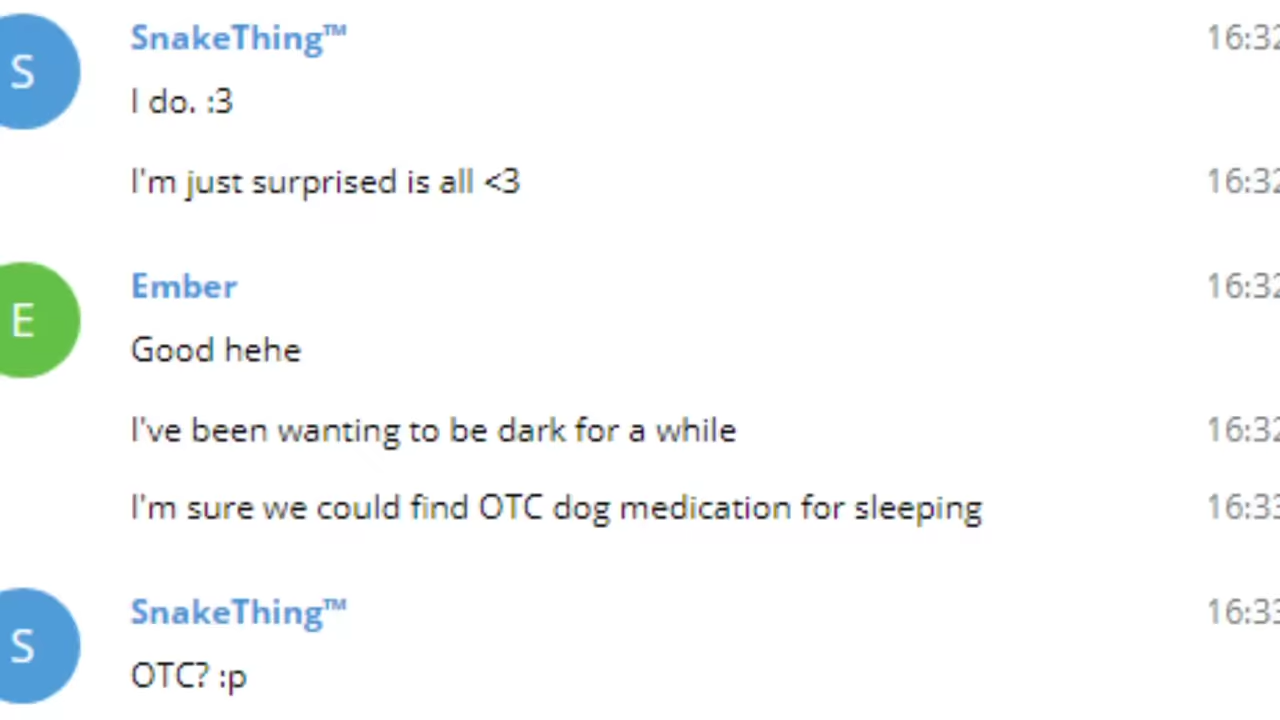 SnakeThing™ 16:32
S
I do. :3
I'm just surprised is all <3 16:32
Ember 16:32
E
Good hehe
I've been wanting to be dark for a while 16:32
I'm sure we could find OTC dog medication for sleeping 16:33
SnakeThing™ 16:33
S
OTC? :p